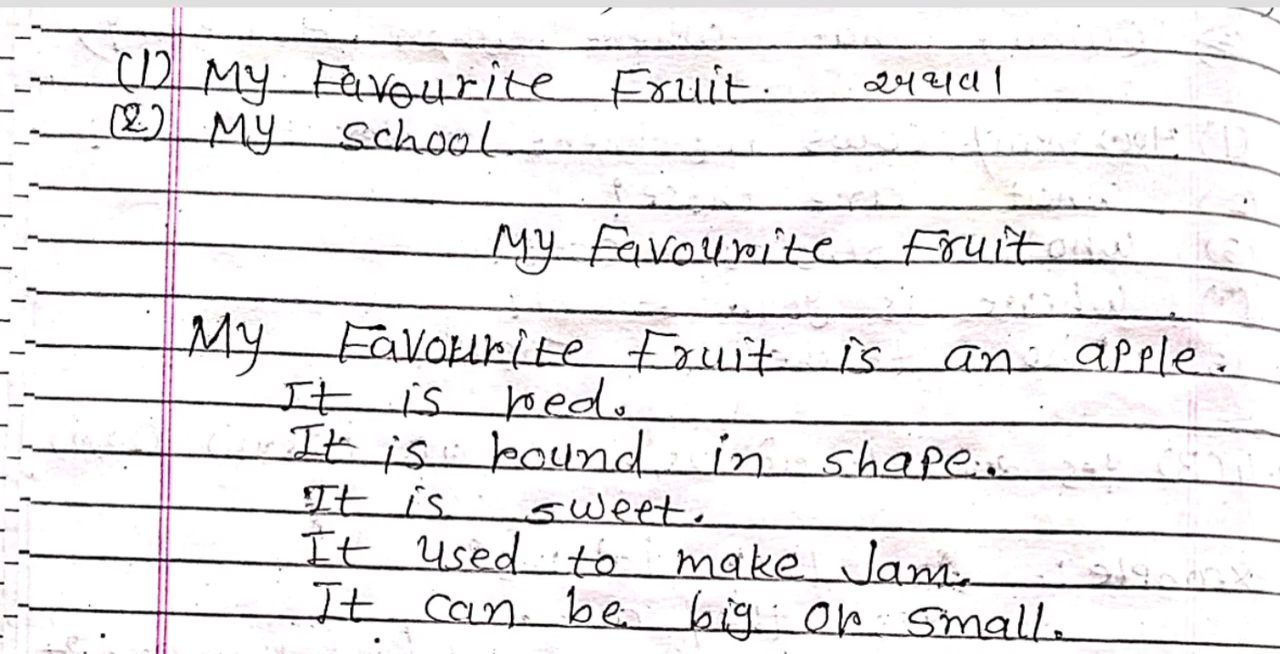 (1) My Favourite Fruit. અથવા
(2) My school
My Favourite Fruit
My Favourite Fruit is an apple.
It is red.
It is round in shape.
It is sweet.
It used to make Jam.
It can be big or small.